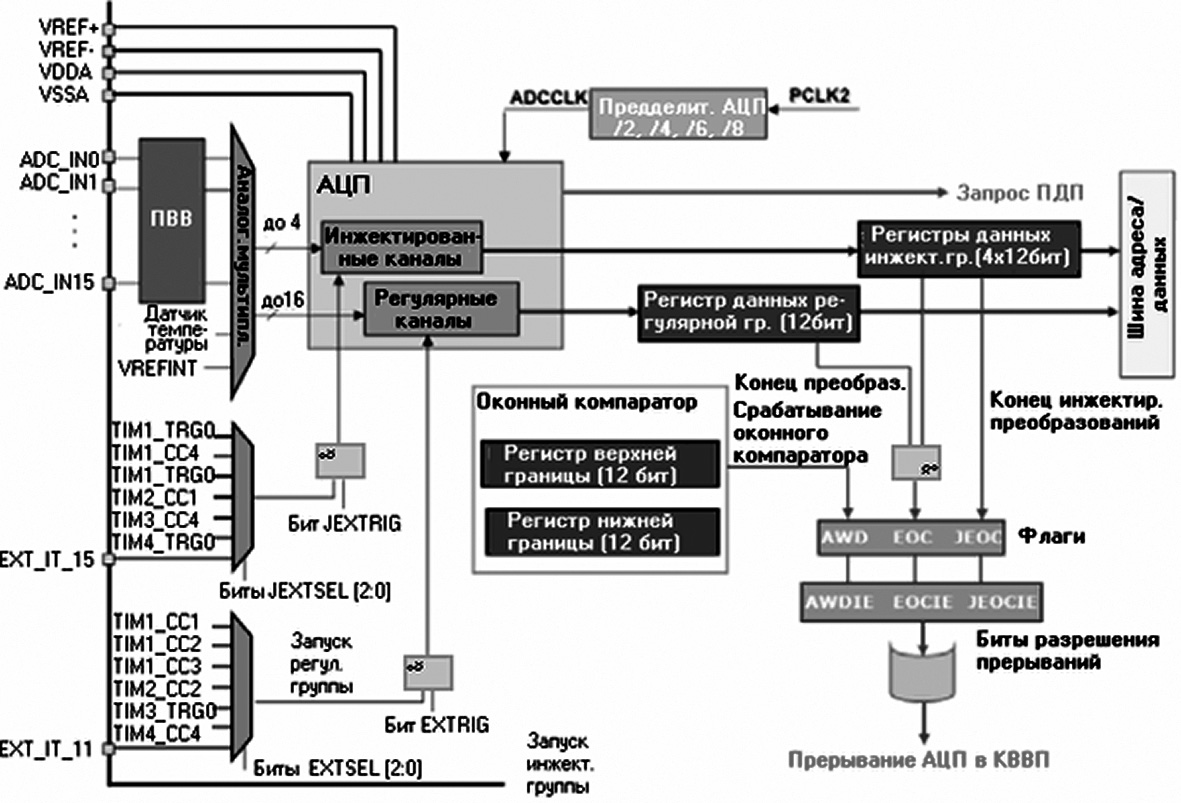 VREF+
VREF-
VDDA
VSSA
ADCCLK
Предделит. АЦП
/2, /4, /6, /8
PCLK2
ADC_IN0
ADC_IN1
ADC_IN15
ПВВ
Аналог. мультипл.
до 4
до16
АЦП
Инжектирован-
ные каналы
Регулярные
каналы
Запрос ПДП
Регистры данных
инжект.гр.(4х12бит)
Регистр данных ре-
гулярной гр. (12бит)
Шина адреса/
данных
Датчик
темпе-
ратуры
VREFINT
Оконный компаратор
Регистр верхней
границы (12 бит)
Регистр нижней
границы (12 бит)
Конец преобраз.
Срабатывание
оконного
компаратора
Конец инжектир.
преобразований
TIM1_TRG0
TIM1_CC4
TIM1_TRG0
TIM2_CC1
TIM3_CC4
TIM4_TRG0
EXT_IT_15
Бит JEXTRIG
Биты JEXTSEL [2:0]
AWD EOC JEOC
Флаги
AWDIE EOCIE JEOCIE
Биты разрешения
прерываний
TIM1_CC1
TIM1_CC2
TIM1_CC3
TIM2_CC2
TIM3_TRG0
TIM4_CC4
EXT_IT_11
Запуск
регул.
группы
Бит EXTRIG
Биты EXTSEL [2:0]
Запуск
инжект.
группы
Прерывание АЦП в КВВП